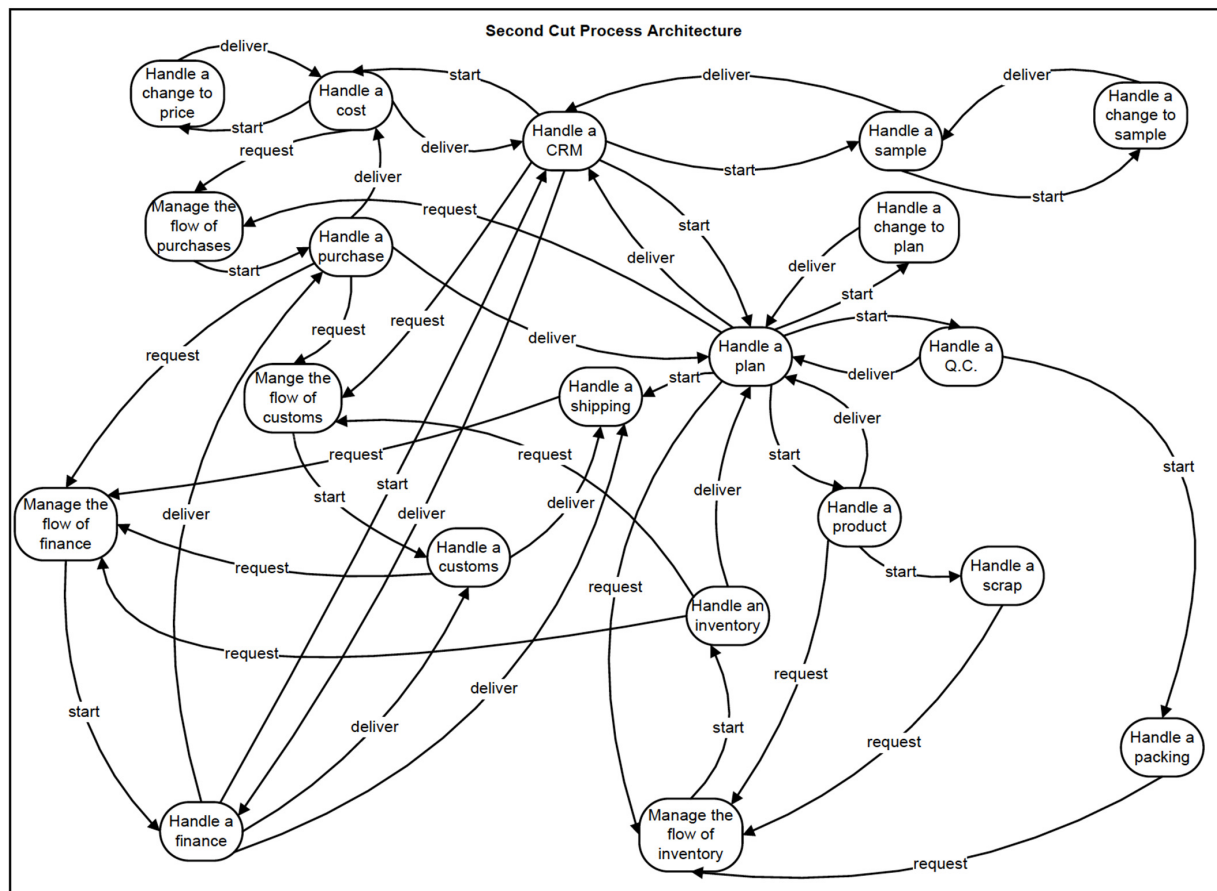 Second Cut Process Architecture
deliver
Handle a
change to
price
start
Handle a
cost
start
deliver
request
deliver
Handle a
CRM
deliver
start
Handle a
sample
deliver
start
Handle a
change to
sample
Manage the
flow of
purchases
start
Handle a
purchase
deliver
request
request
request
request
deliver
deliver
start
Handle a
change to
plan
deliver
start
start
Handle a
plan
deliver
Handle a
Q.C.
start
Mange the
flow of
customs
start
Handle a
shipping
start
request
request
deliver
start
deliver
Handle a
product
start
Handle a
scrap
start
deliver
Manage the
flow of
finance
deliver
request
Handle a
customs
deliver
request
Handle an
inventory
request
start
deliver
deliver
start
request
request
Handle a
packing
Handle a
finance
Manage the
flow of
inventory
request